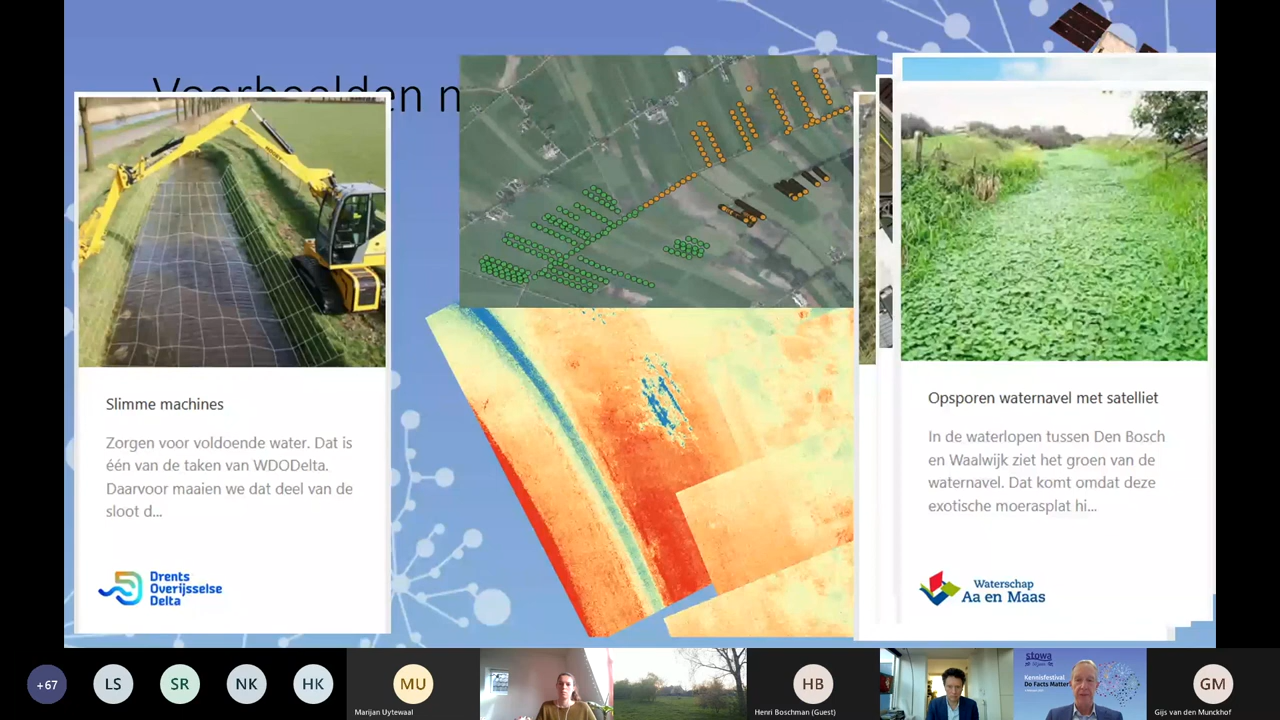 Voorbeelden
Slimme machines
Zorgen voor voldoende water. Dat is
één van de taken van WDODelta.
Daarvoor maaien we dat deel van de
sloot d...
Drents
Overijsselse
Delta
Opsporen waternavel met satelliet
In de waterlopen tussen Den Bosch
en Waalwijk ziet het groen van de
waternavel. Dat komt omdat deze
exotische moerasplat hi...
Waterschap
Aa en Maas
+67
LS
SR
NK
HK
MU
Marijan Uytewaal
HB
Henri Boschman (Guest)
stowa
Kennisfestival
Do Facts Matter
GM
Gijs van den Munckhof